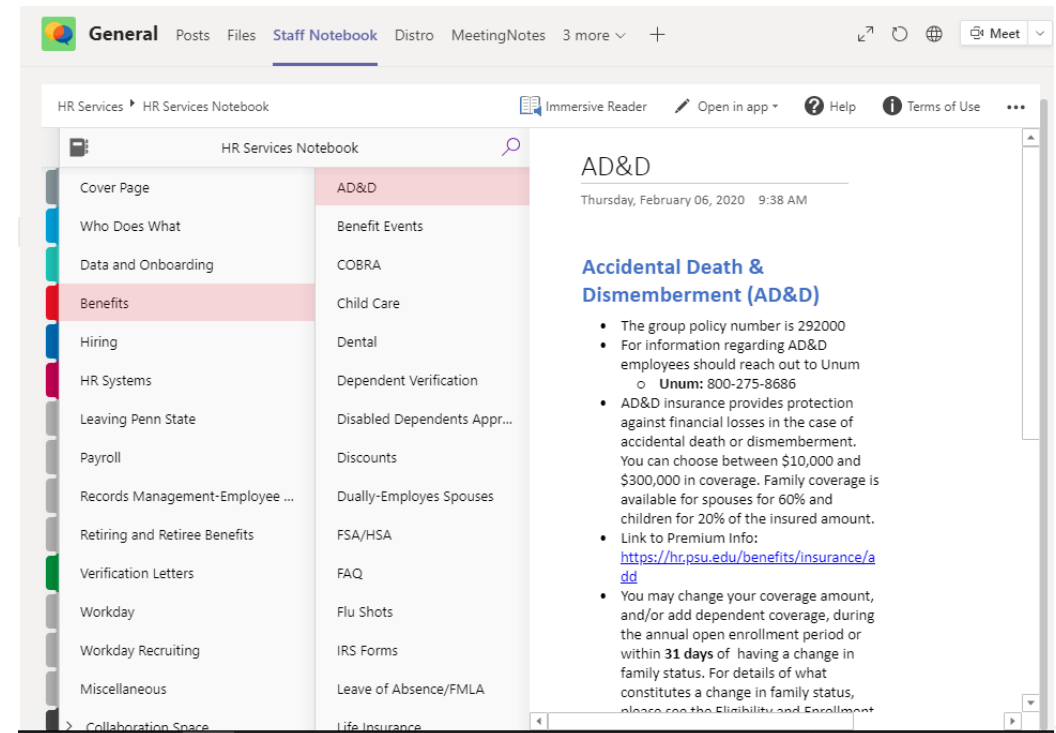 General Posts Files Staff Notebook Distro MeetingNotes 3 more + Meet
HR Services HR Services Notebook Immersive Reader Open in app Help Terms of Use
HR Services Notebook
Cover Page
Who Does What
Data and Onboarding
Benefits
Hiring
HR Systems
Leaving Penn State
Payroll
Records Management-Employee ...
Retiring and Retiree Benefits
Verification Letters
Workday
Workday Recruiting
Miscellaneous
Collaboration Space
AD&D
Benefit Events
COBRA
Child Care
Dental
Dependent Verification
Disabled Dependents Appr...
Discounts
Dually-Employes Spouses
FSA/HSA
FAQ
Flu Shots
IRS Forms
Leave of Absence/FMLA
Life Insurance
AD&D
Thursday, February 06, 2020 9:38 AM
Accidental Death &
Dismemberment (AD&D)
• The group policy number is 292000
• For information regarding AD&D
employees should reach out to Unum
o Unum: 800-275-8686
• AD&D insurance provides protection
against financial losses in the case of
accidental death or dismemberment.
You can choose between $10,000 and
$300,000 in coverage. Family coverage is
available for spouses for 60% and
children for 20% of the insured amount.
• Link to Premium Info:
https://hr.psu.edu/benefits/insurance/a
dd
• You may change your coverage amount,
and/or add dependent coverage, during
the annual open enrollment period or
within 31 days of having a change in
family status. For details of what
constitutes a change in family status,
please see the Eligibility and Enrollment